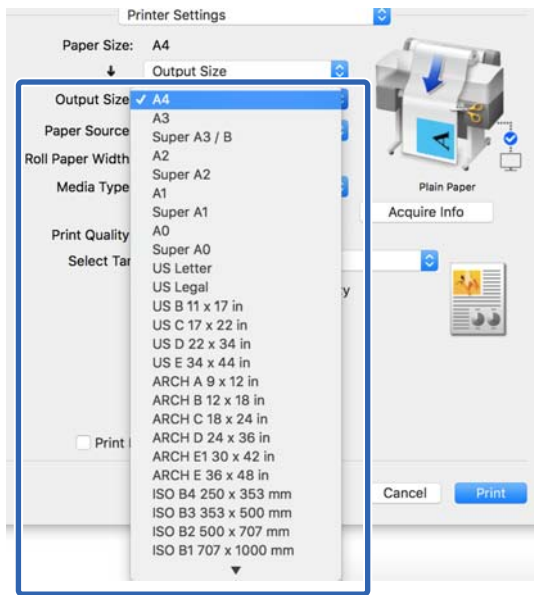 Printer Settings
Paper Size: A4
Output Size
Output Size ✓ A4
A3
Paper Source Super A3 / B
A2
Roll Paper Width
Super A2
Media Type A1
Plain Paper
Super A1
Acquire Info
A0
Print Quality
Super A0
Select Tar
US Letter
US Legal
US B 11 x 17 in
US C 17 x 22 in
US D 22 x 34 in
US E 34 x 44 in
ARCH A 9 x 12 in
ARCH B 12 x 18 in
ARCH C 18 x 24 in
ARCH D 24 x 36 in
Print
ARCH E1 30 x 42 in
ARCH E 36 x 48 in
ISO B4 250 x 353 mm
Cancel Print
ISO B3 353 x 500 mm
ISO B2 500 x 707 mm
ISO B1 707 x 1000 mm